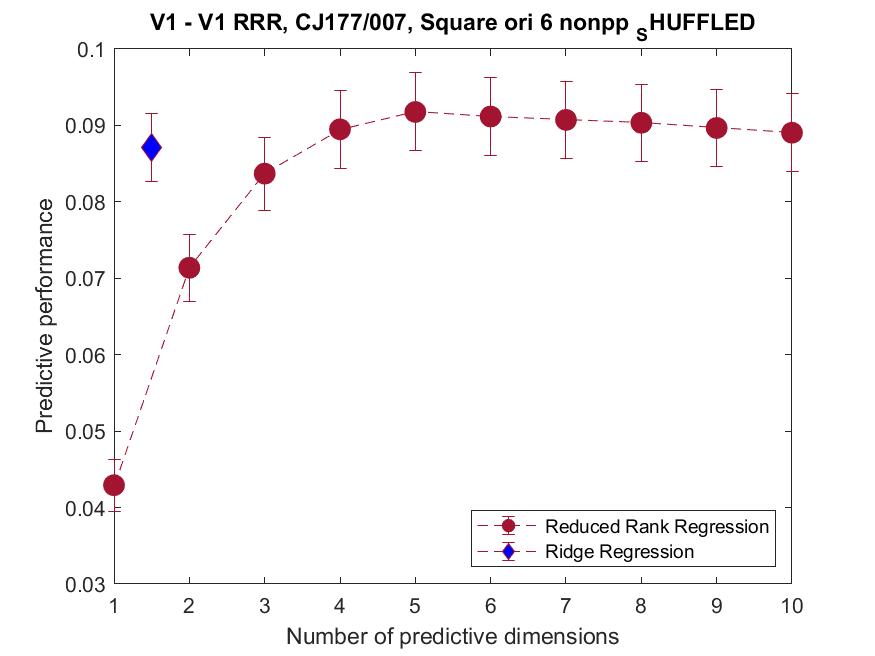 V1 - V1 RRR, CJ177/007, Square ori 6 nonpp SHUFFLED
0.1
0.09
0.08
0.07
0.06
0.05
0.04
0.03
Predictive performance
Reduced Rank Regression
Ridge Regression
1 2 3 4 5 6 7 8 9 10
Number of predictive dimensions